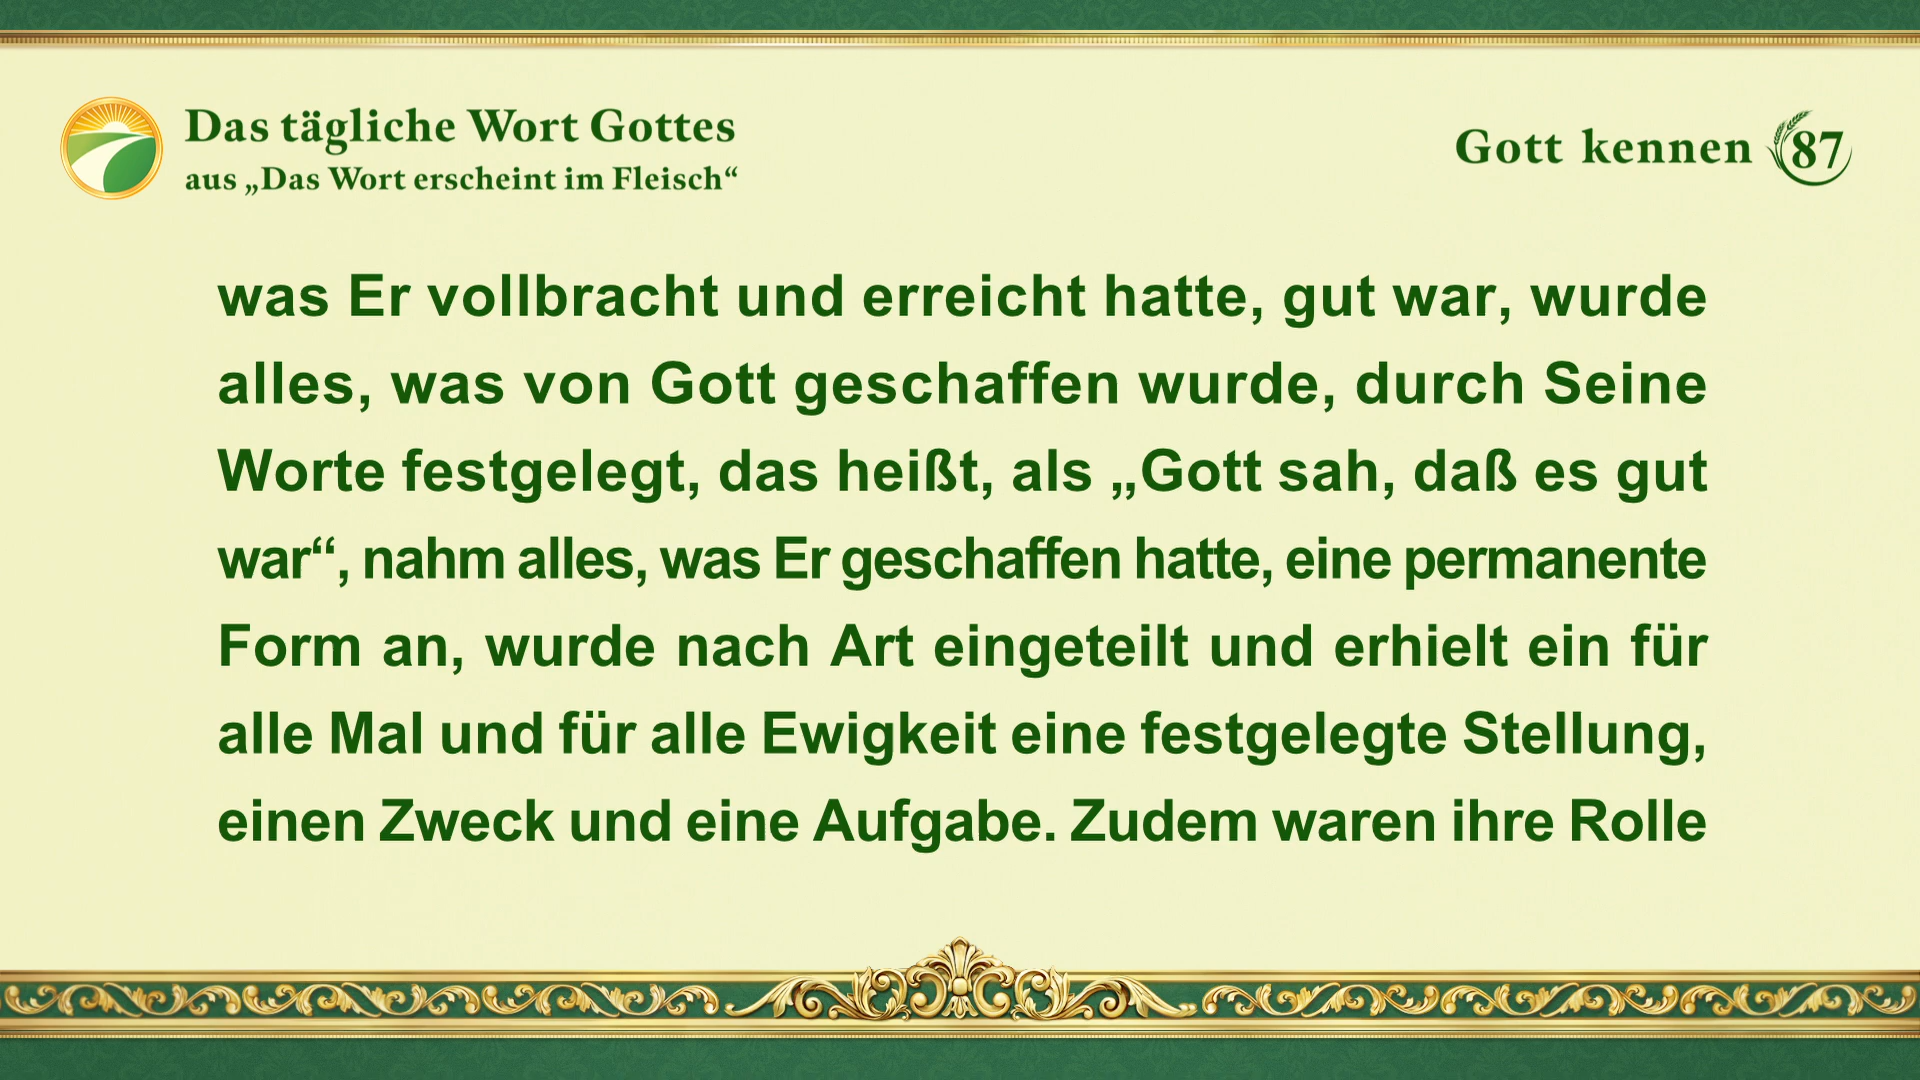 Das tägliche Wort Gottes
aus „Das Wort erscheint im Fleisch“
Gott kennen 87
was Er vollbracht und erreicht hatte, gut war, wurde
alles, was von Gott geschaffen wurde, durch Seine
Worte festgelegt, das heißt, als „Gott sah, daß es gut
war“, nahm alles, was Er geschaffen hatte, eine permanente
Form an, wurde nach Art eingeteilt und erhielt ein für
alle Mal und für alle Ewigkeit eine festgelegte Stellung,
einen Zweck und eine Aufgabe. Zudem waren ihre Rolle